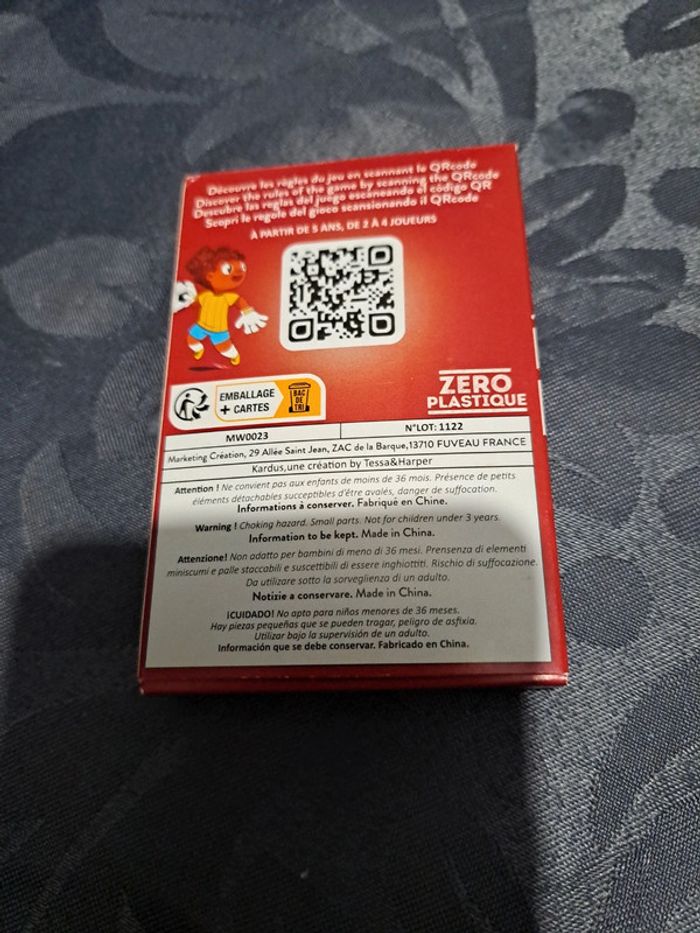 Découvre les règles du jeu en scannant le QRcode
Discover the rules of the game by scanning the QRcode
Descubre las reglas del juego escaneando el código QR
Scopri le regole del gioco scansionando il QRcode
À PARTIR DE 5 ANS, DE 2 À 4 JOUEURS
EMBALLAGE
+ CARTES
BAC
DE
TRI
ZERO
PLASTIQUE
MW0023
N°LOT: 1122
Marketing Création, 29 Allée Saint Jean, ZAC de la Barque,13710 FUVEAU FRANCE
Kardus,une création by Tessa&Harper
Attention ! Ne convient pas aux enfants de moins de 36 mois. Présence de petits
éléments détachables susceptibles d'être avalés, danger de suffocation.
Informations à conserver. Fabriqué en Chine.
Warning ! Choking hazard. Small parts. Not for children under 3 years.
Information to be kept. Made in China.
Attenzione! Non adatto per bambini di meno di 36 mesi. Prensenza di elementi
miniscumi e palle staccabili e suscettibili di essere inghiottiti. Rischio di suffocazione.
Da utilizare sotto la sorveglienza di un adulto.
Notizie a conservare. Made in China.
¡CUIDADO! No apto para niños menores de 36 meses.
Hay piezas pequeñas que se pueden tragar, peligro de asfixia.
Utilizar bajo la supervisión de un adulto.
Información que se debe conservar. Fabricado en China.